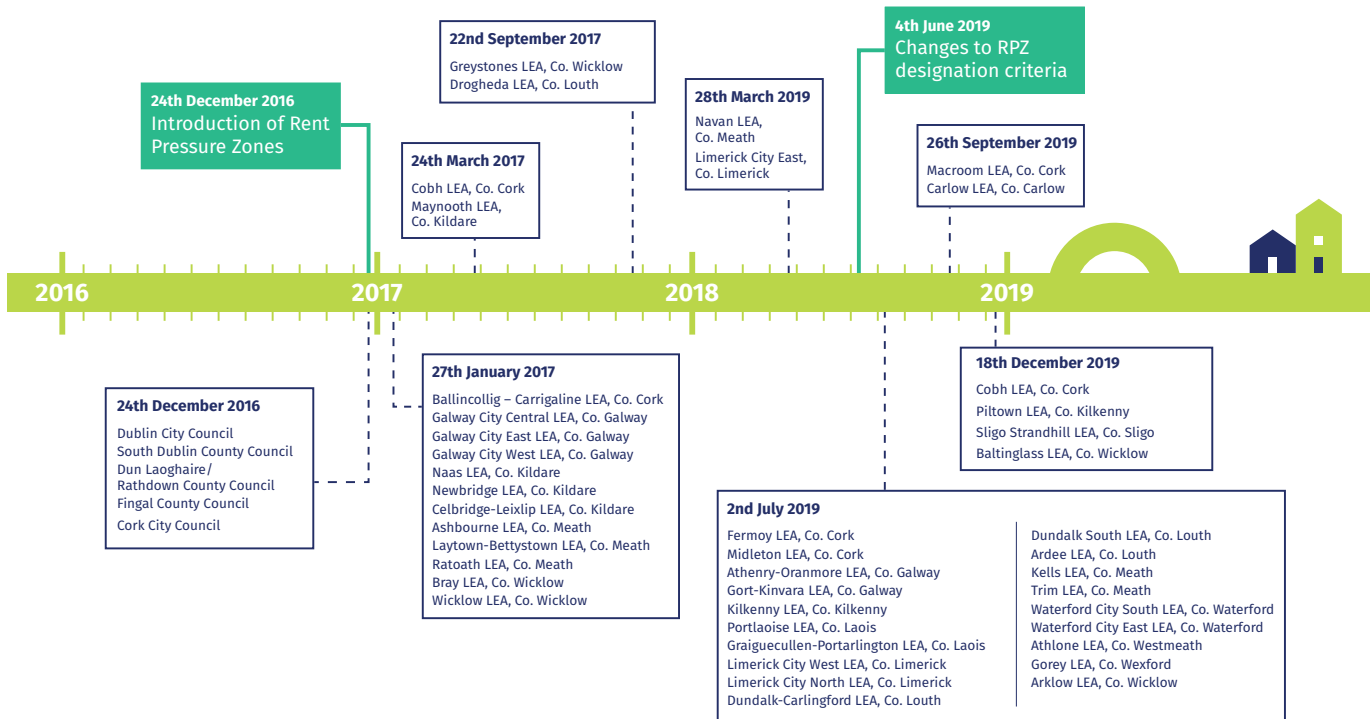 22nd September 2017
Greystones LEA, Co. Wicklow
Drogheda LEA, Co. Louth
4th June 2019
Changes to RPZ
designation criteria
24th December 2016
Introduction of Rent
Pressure Zones
28th March 2019
Navan LEA,
Co. Meath
Limerick City East,
Co. Limerick
24th March 2017
Cobh LEA, Co. Cork
Maynooth LEA,
Co. Kildare
26th September 2019
Macroom LEA, Co. Cork
Carlow LEA, Co. Carlow
2016
2017
2018
2019
24th December 2016
Dublin City Council
South Dublin County Council
Dun Laoghaire/
Rathdown County Council
Fingal County Council
Cork City Council
27th January 2017
Ballincollig – Carrigaline LEA, Co. Cork
Galway City Central LEA, Co. Galway
Galway City East LEA, Co. Galway
Galway City West LEA, Co. Galway
Naas LEA, Co. Kildare
Newbridge LEA, Co. Kildare
Celbridge-Leixlip LEA, Co. Kildare
Ashbourne LEA, Co. Meath
Laytown-Bettystown LEA, Co. Meath
Ratoath LEA, Co. Meath
Bray LEA, Co. Wicklow
Wicklow LEA, Co. Wicklow
18th December 2019
Cobh LEA, Co. Cork
Piltown LEA, Co. Kilkenny
Sligo Strandhill LEA, Co. Sligo
Baltinglass LEA, Co. Wicklow
2nd July 2019
Fermoy LEA, Co. Cork
Midleton LEA, Co. Cork
Athenry-Oranmore LEA, Co. Galway
Gort-Kinvara LEA, Co. Galway
Kilkenny LEA, Co. Kilkenny
Portlaoise LEA, Co. Laois
Graiguecullen-Portarlington LEA, Co. Laois
Limerick City West LEA, Co. Limerick
Limerick City North LEA, Co. Limerick
Dundalk-Carlingford LEA, Co. Louth
Dundalk South LEA, Co. Louth
Ardee LEA, Co. Louth
Kells LEA, Co. Meath
Trim LEA, Co. Meath
Waterford City South LEA, Co. Waterford
Waterford City East LEA, Co. Waterford
Athlone LEA, Co. Westmeath
Gorey LEA, Co. Wexford
Arklow LEA, Co. Wicklow